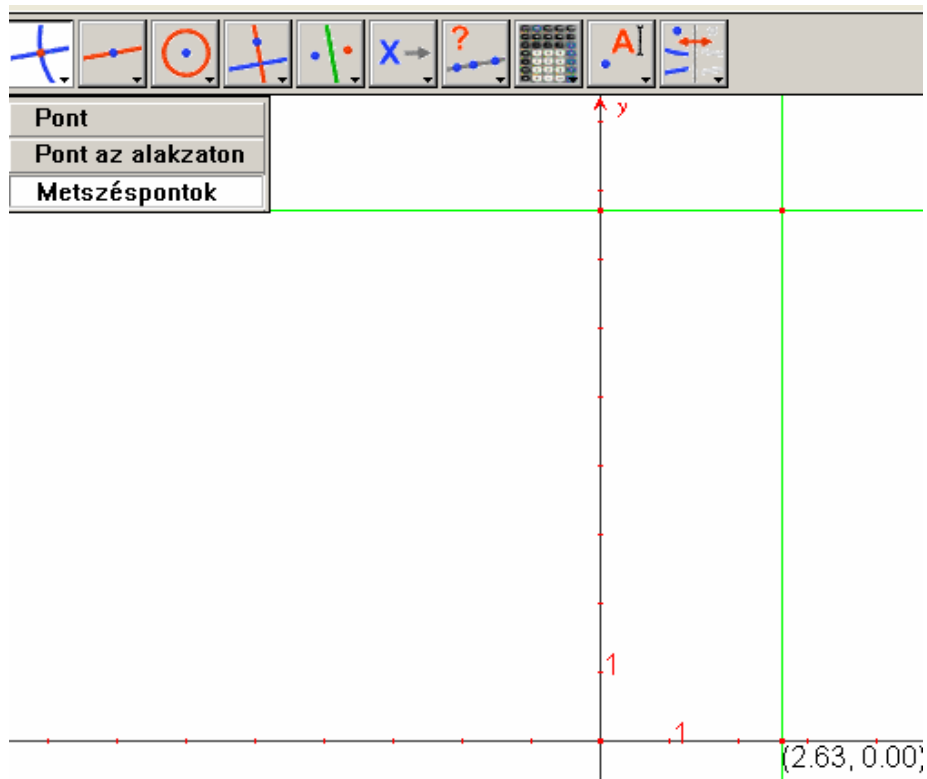 X ?
A
Pont
Pont az alakzaton
Metszéspontok
y
1
1
(2.63, 0.00)